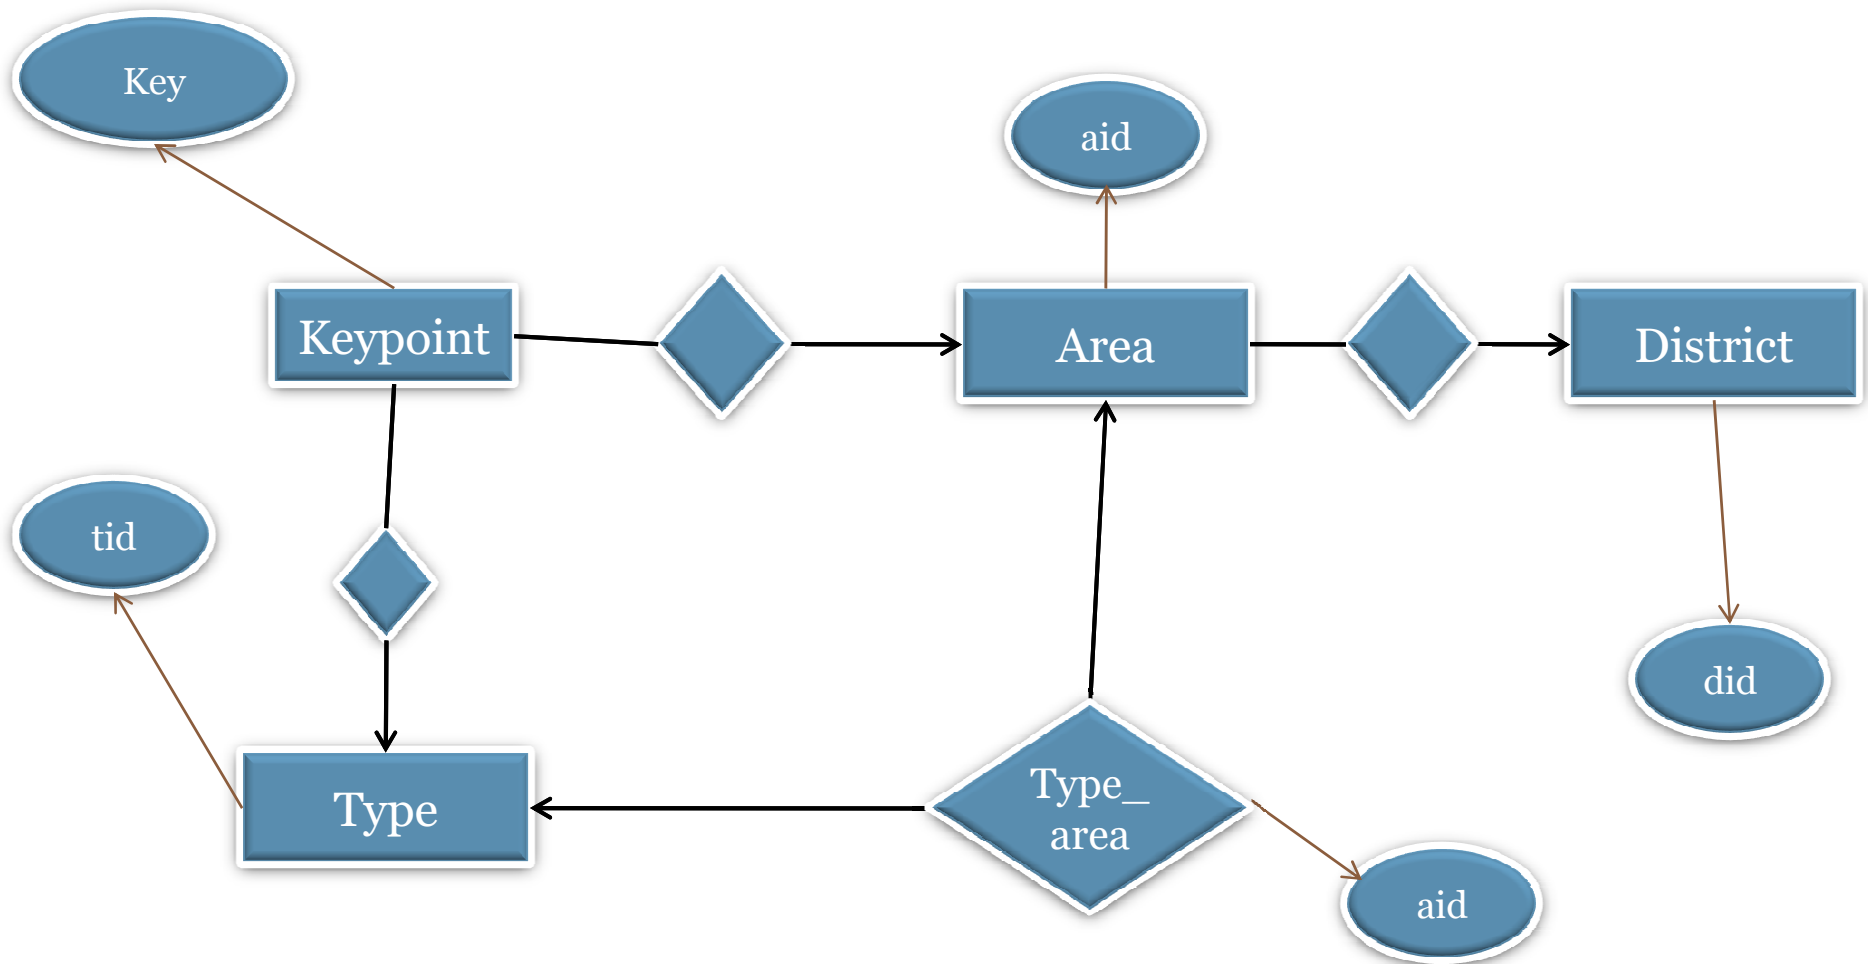 Key
aid
Keypoint
Area
District
tid
did
Type
Type_
area
aid